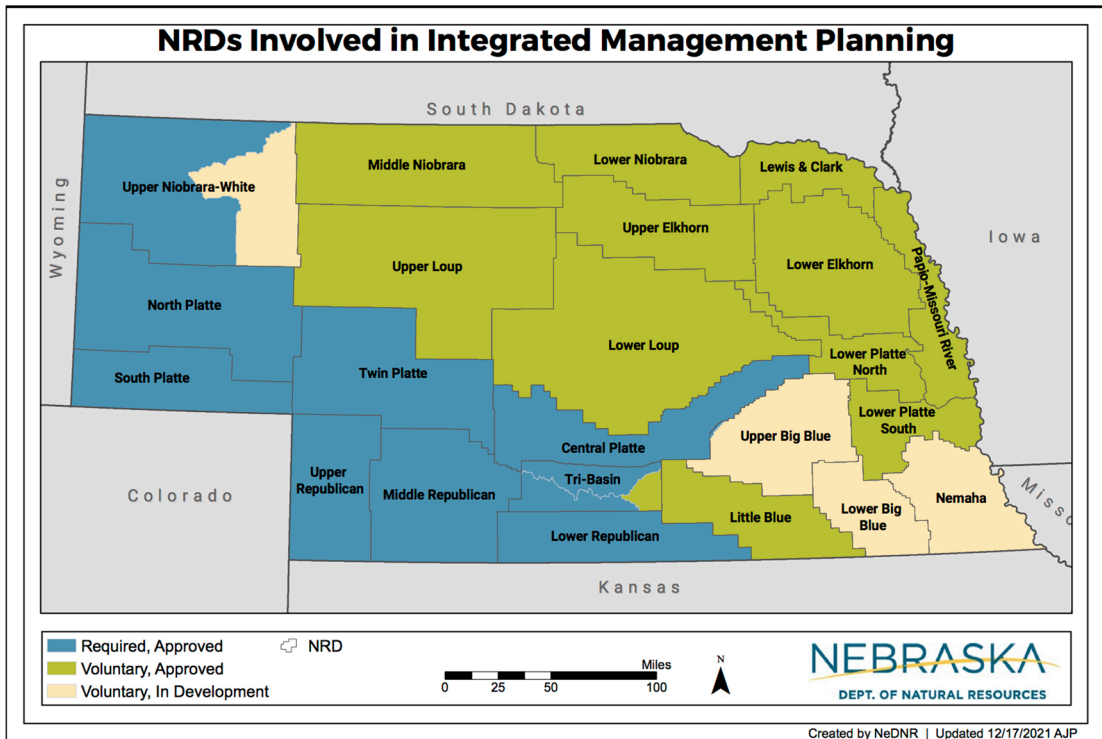 NRDs Involved in Integrated Management Planning
South Dakota
Wyoming
Iowa
Colorado
Kansas
Misso
Upper Niobrara-White
Middle Niobrara
Lower Niobrara
Lewis & Clark
Upper Elkhorn
Lower Elkhorn
Papio-Missouri River
Upper Loup
North Platte
Lower Loup
Lower Platte
North
South Platte
Twin Platte
Lower Platte
South
Central Platte
Upper Big Blue
Upper
Republican
Middle Republican
Tri-Basin
Nemaha
Lower Big
Blue
Little Blue
Lower Republican
Required, Approved
Voluntary, Approved
Voluntary, In Development
NRD
Miles
0 25 50 100
N
NEBRASKA
DEPT. OF NATURAL RESOURCES
Created by NeDNR | Updated 12/17/2021 AJP